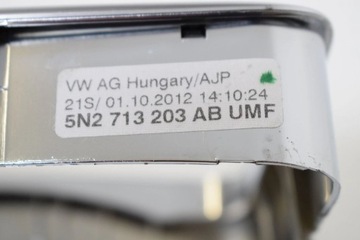 VW AG Hungary/AJP
21S/ 01.10.2012 14:10:24
5N2 713 203 AB UMF